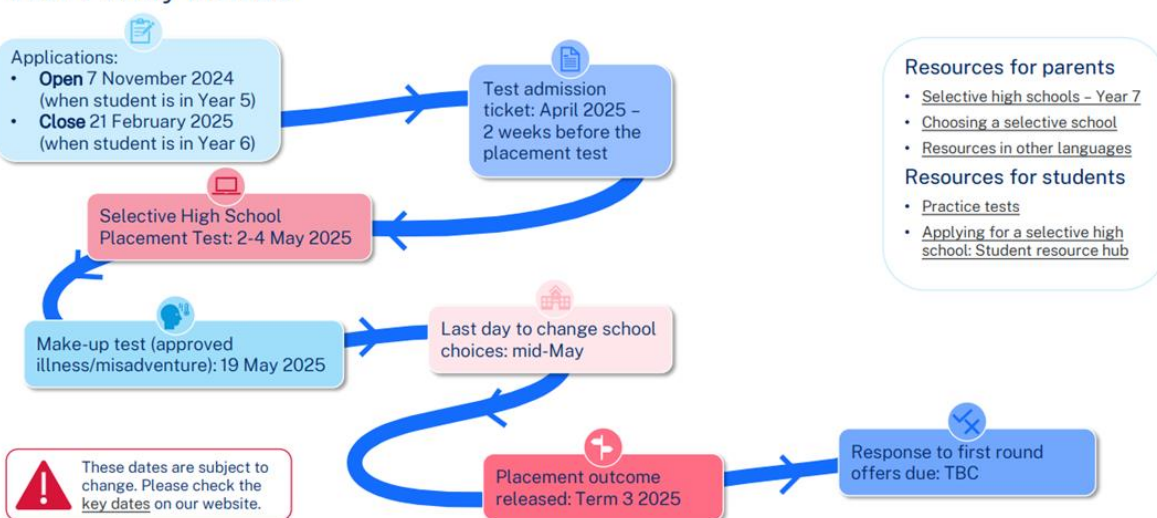 Applications:
• Open 7 November 2024
(when student is in Year 5)
• Close 21 February 2025
(when student is in Year 6)
Test admission
ticket: April 2025 –
2 weeks before the
placement test
Selective High School
Placement Test: 2-4 May 2025
Make-up test (approved
illness/misadventure): 19 May 2025
Last day to change school
choices: mid-May
Placement outcome
released: Term 3 2025
Response to first round
offers due: TBC
Resources for parents
• Selective high schools – Year 7
• Choosing a selective school
• Resources in other languages
Resources for students
• Practice tests
• Applying for a selective high
school: Student resource hub
These dates are subject to
change. Please check the
key dates on our website.